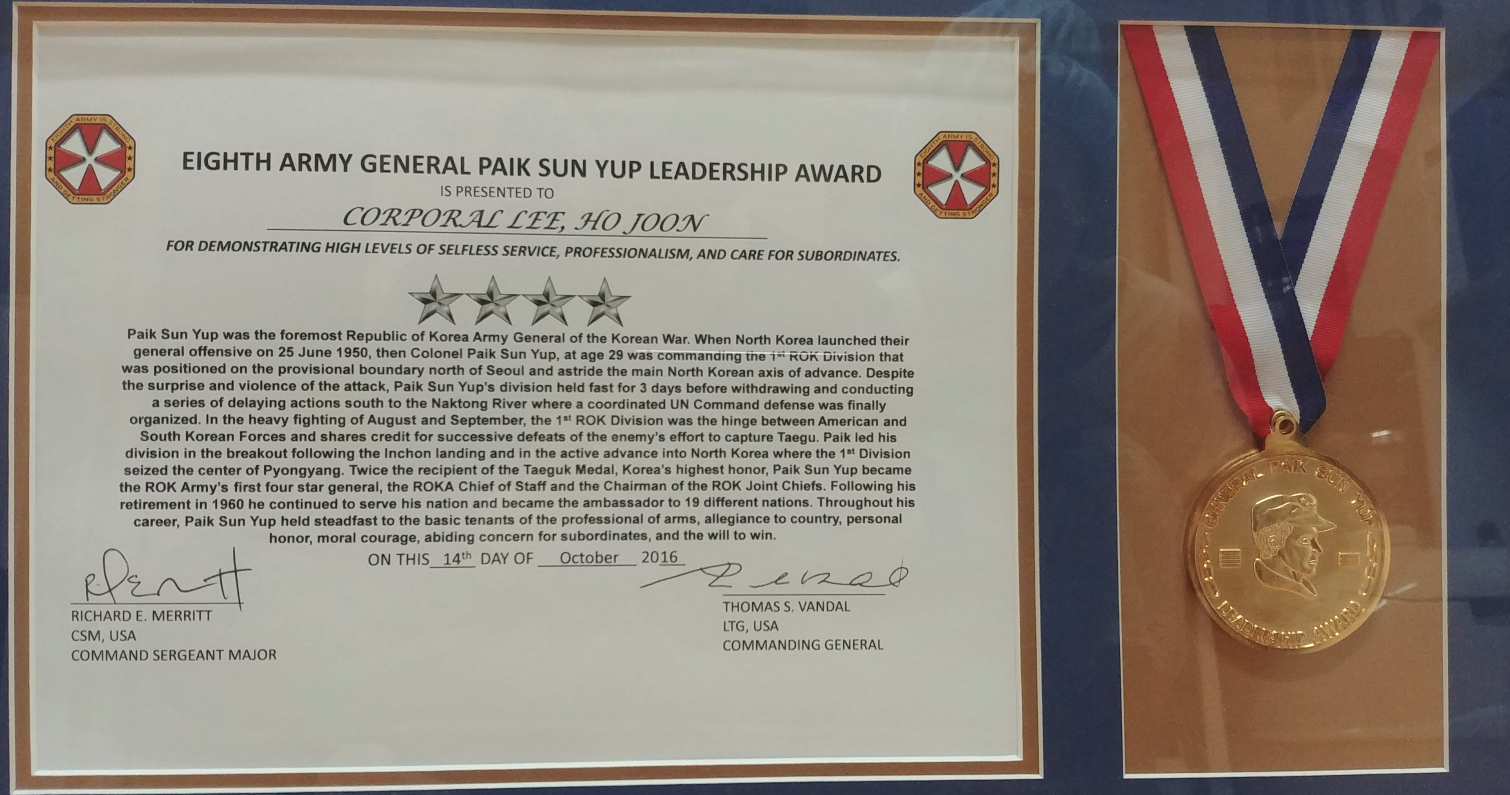 EIGHTH ARMY IS STRONG
AND GETTING STRONGER
EIGHTH ARMY IS STRONG
AND GETTING STRONGER
EIGHTH ARMY GENERAL PAIK SUN YUP LEADERSHIP AWARD
IS PRESENTED TO
CORPORAL LEE, HO JOON
FOR DEMONSTRATING HIGH LEVELS OF SELFLESS SERVICE, PROFESSIONALISM, AND CARE FOR SUBORDINATES.
Paik Sun Yup was the foremost Republic of Korea Army General of the Korean War. When North Korea launched their
general offensive on 25 June 1950, then Colonel Paik Sun Yup, at age 29 was commanding the 1st ROK Division that
was positioned on the provisional boundary north of Seoul and astride the main North Korean axis of advance. Despite
the surprise and violence of the attack, Paik Sun Yup's division held fast for 3 days before withdrawing and conducting
a series of delaying actions south to the Naktong River where a coordinated UN Command defense was finally
organized. In the heavy fighting of August and September, the 1st ROK Division was the hinge between American and
South Korean Forces and shares credit for successive defeats of the enemy's effort to capture Taegu. Paik led his
division in the breakout following the Inchon landing and in the active advance into North Korea where the 1st Division
seized the center of Pyongyang. Twice the recipient of the Taeguk Medal, Korea's highest honor, Paik Sun Yup became
the ROK Army's first four star general, the ROKA Chief of Staff and the Chairman of the ROK Joint Chiefs. Following his
retirement in 1960 he continued to serve his nation and became the ambassador to 19 different nations. Throughout his
career, Paik Sun Yup held steadfast to the basic tenants of the professional of arms, allegiance to country, personal
honor, moral courage, abiding concern for subordinates, and the will to win.
ON THIS 14th DAY OF October 2016
RICHARD E. MERRITT
CSM, USA
COMMAND SERGEANT MAJOR
THOMAS S. VANDAL
LTG, USA
COMMANDING GENERAL
GENERAL PAIK SUN YUP
LEADERSHIP AWARD